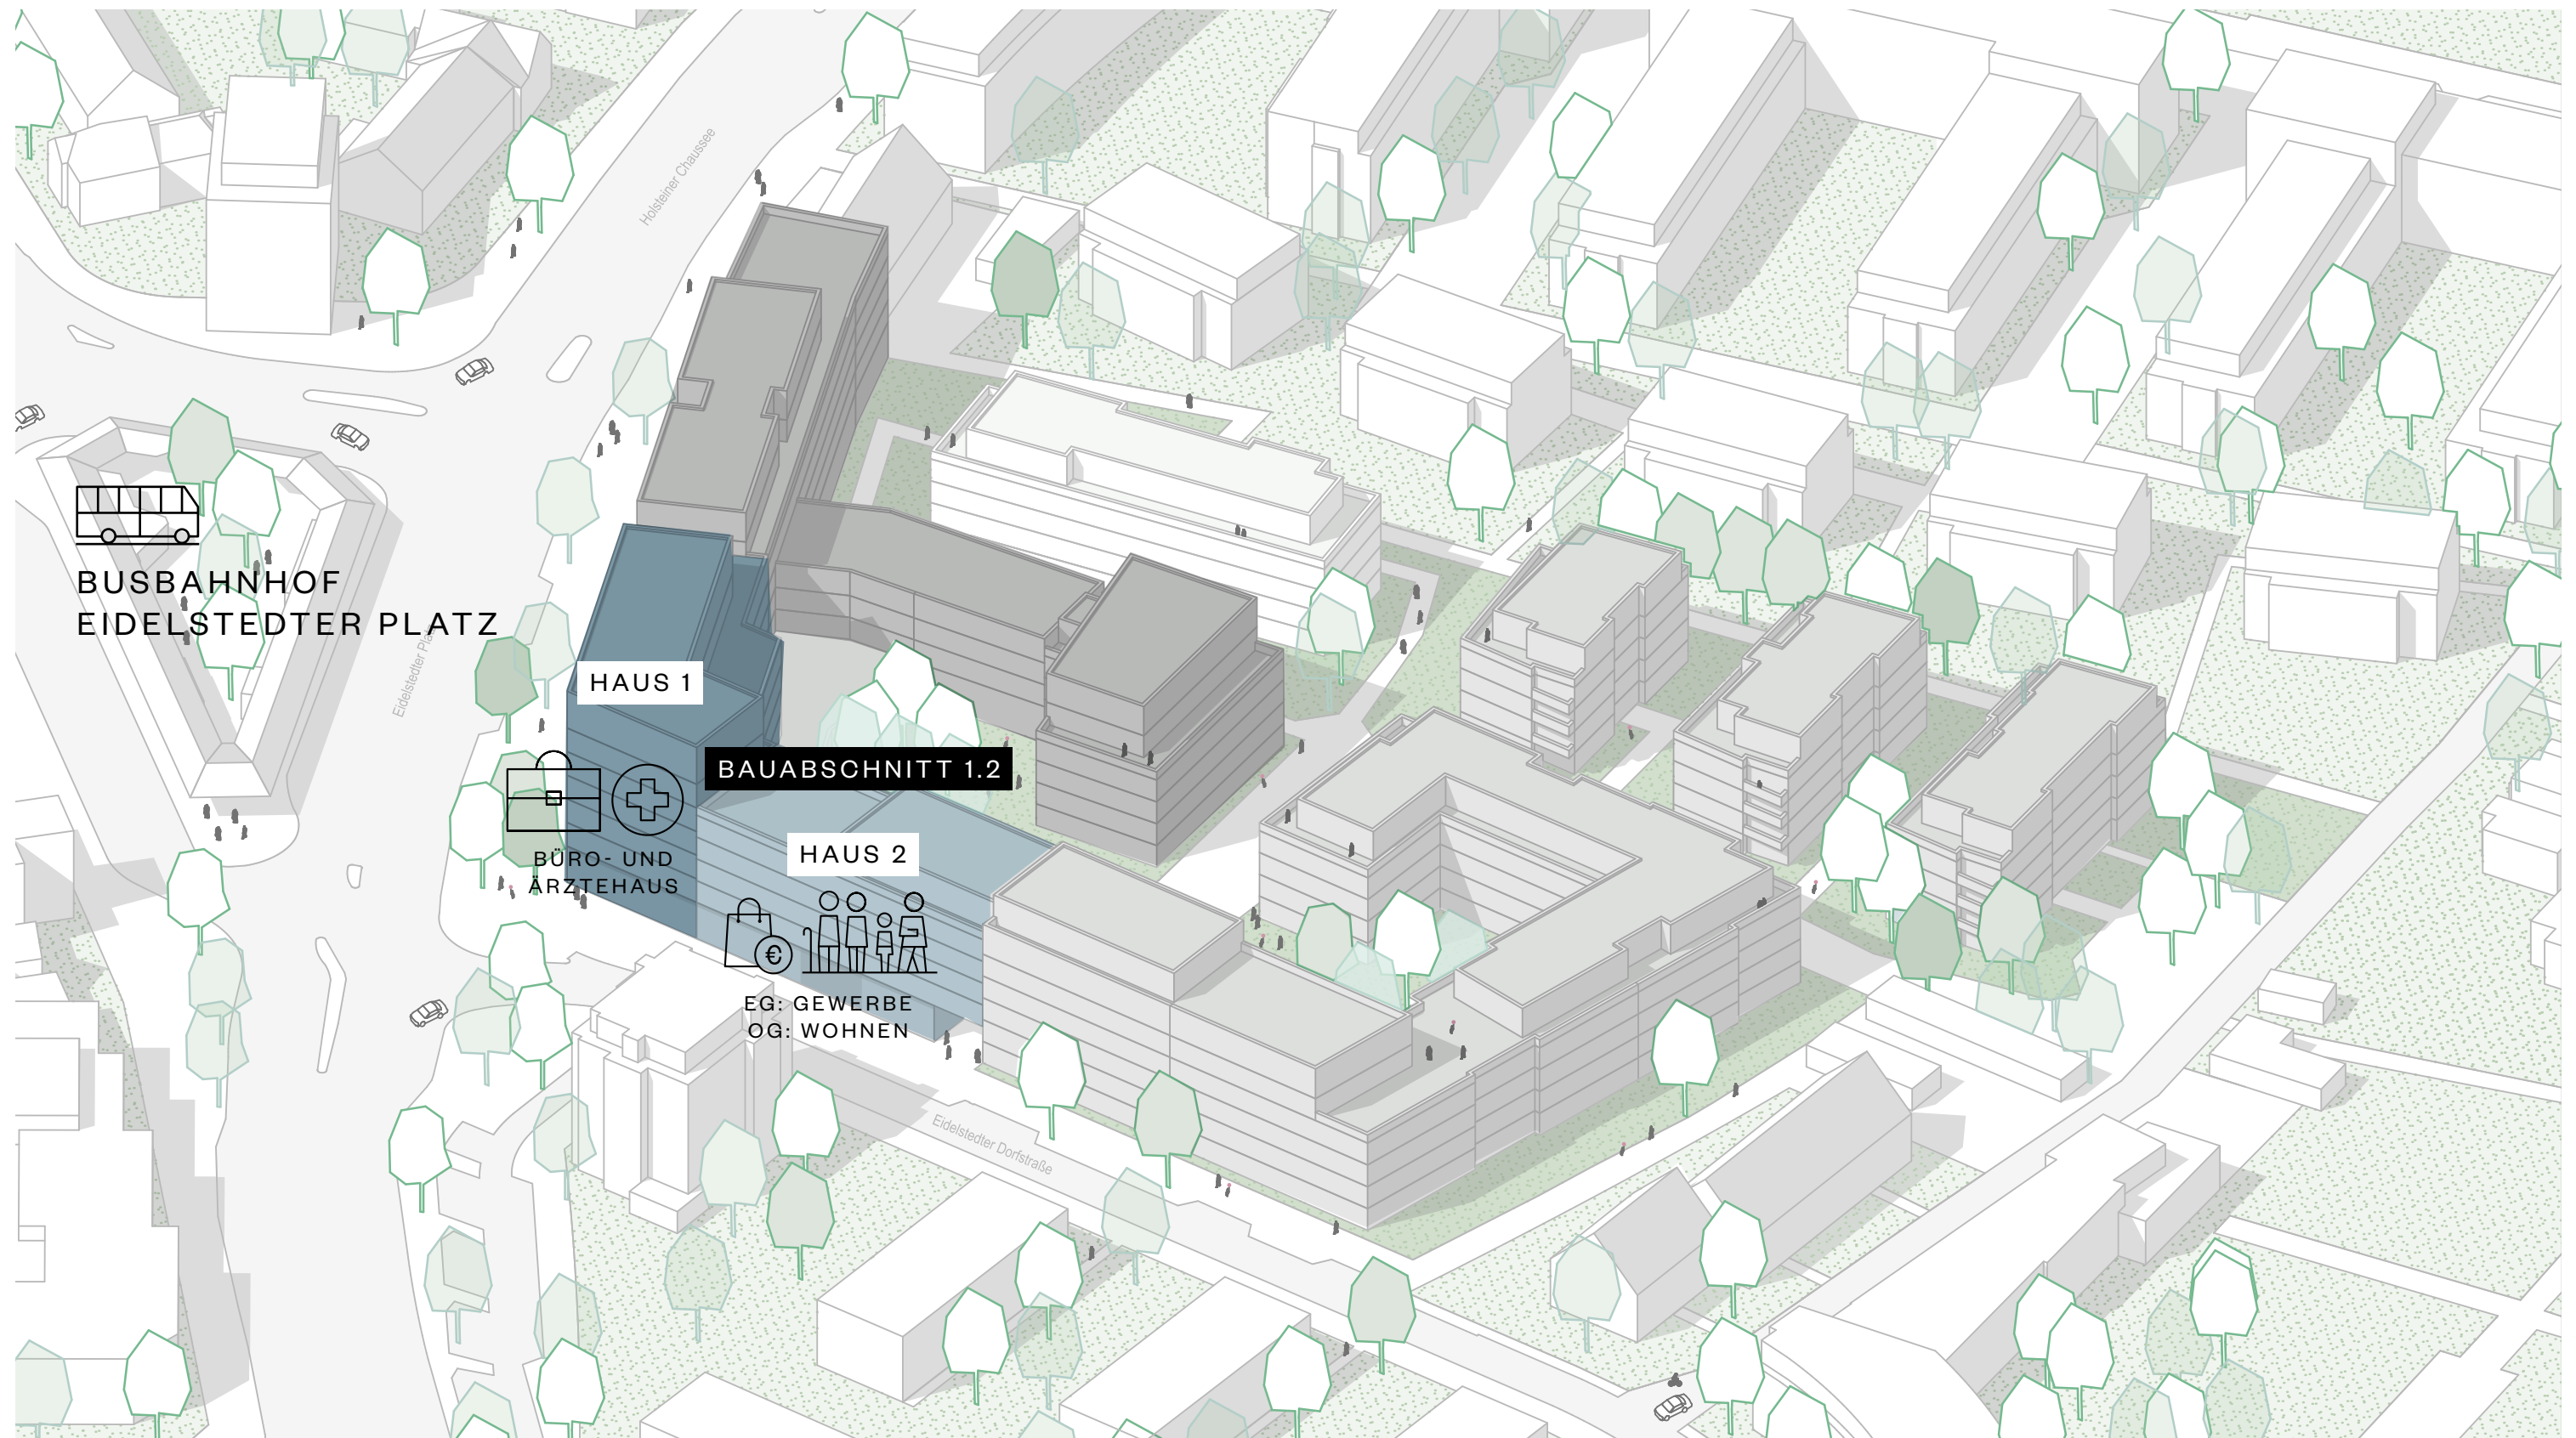 Holsteiner Chaussee
BUSBAHNHOF
EIDELSTEDTER PLATZ
HAUS 1
BAUABSCHNITT 1.2
HAUS 2
BÜRO- UND
ÄRZTEHAUS
€
EG: GEWERBE
OG: WOHNEN
Eidelstedter Dorfstraße